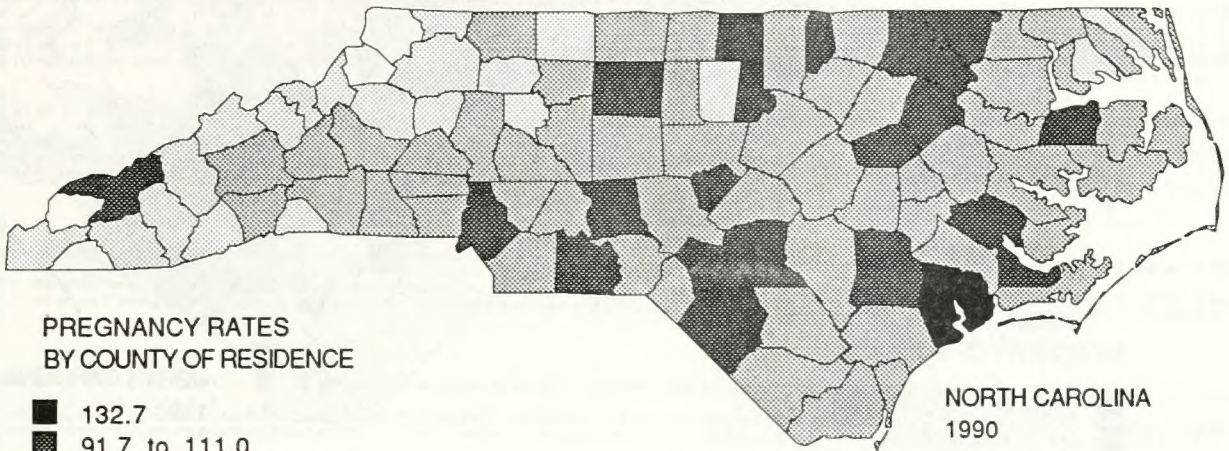 PREGNANCY RATES
BY COUNTY OF RESIDENCE
132.7
91.7 to 111.0
NORTH CAROLINA
1990